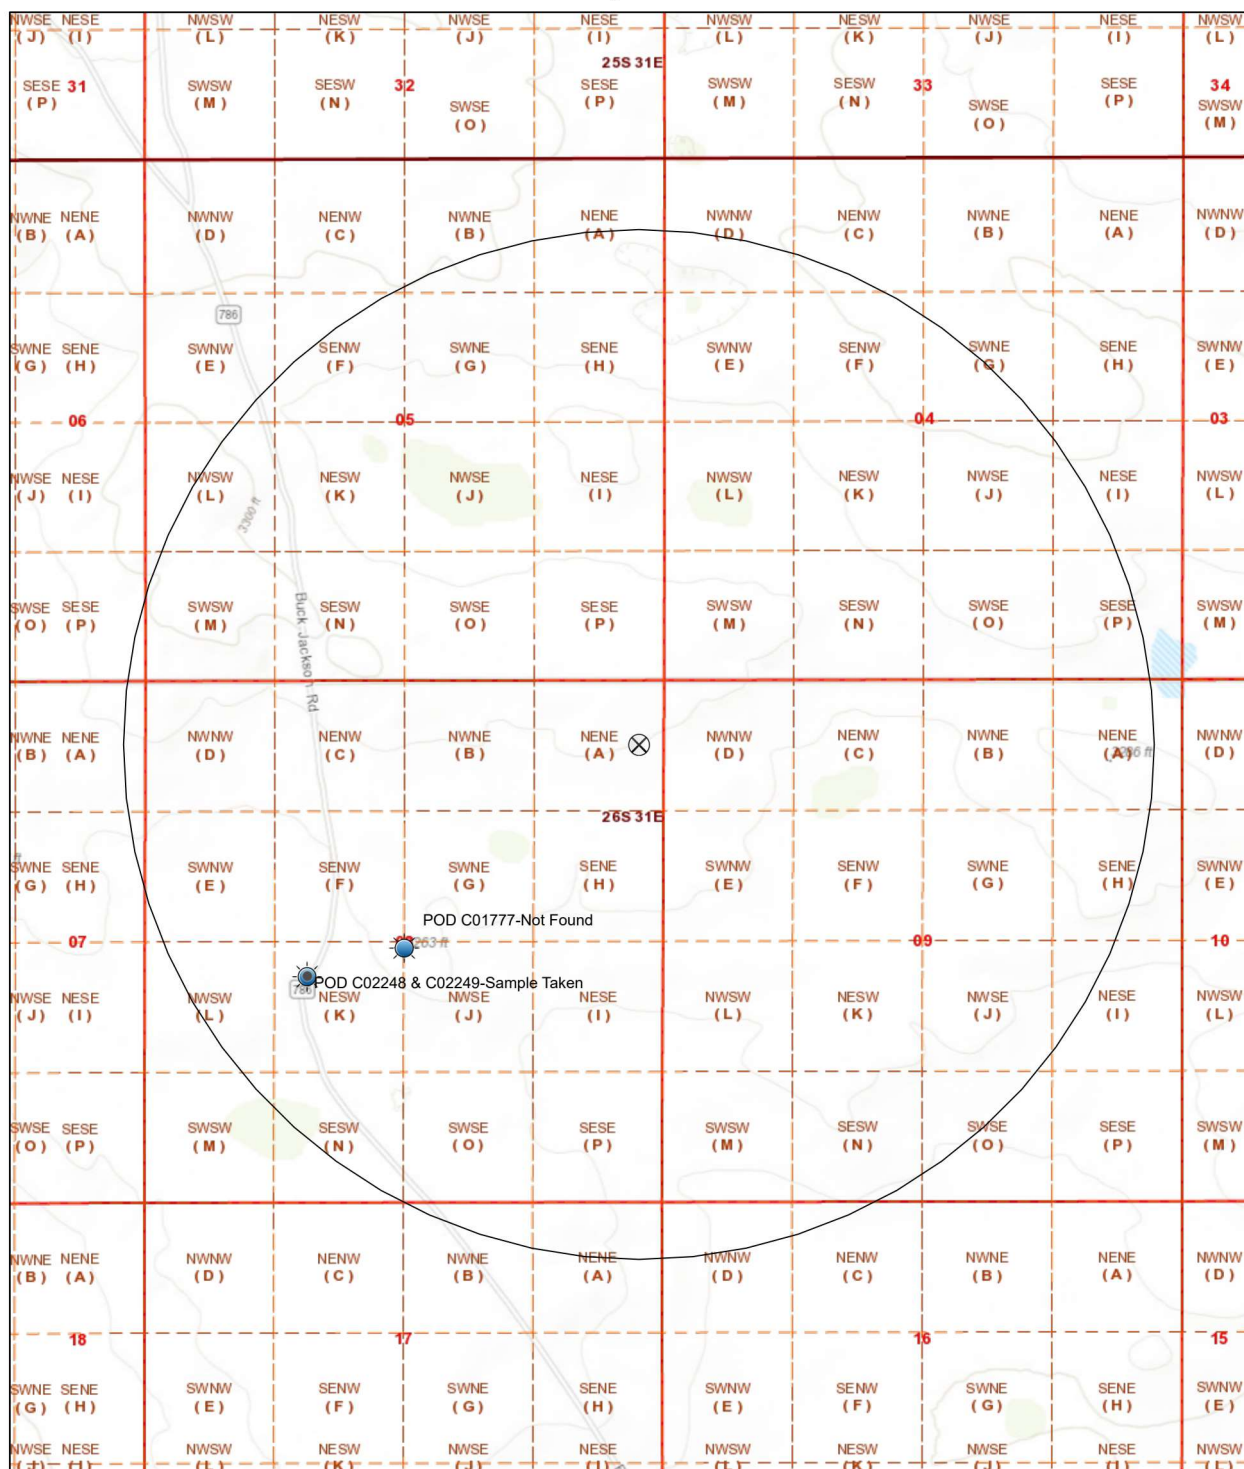 NWSE NESE NWSW NESW NWSE NESE NWSW NESW NWSE NESE NWSW
(J) (I) (L) (K) (J) (I) (L) (K) (J) (I) (L)
25S 31E
SESE 31 SWSW SESW 32 SESE SWSW SESW 33 SESE 34
(P) (M) (N) SWSE (P) (M) (N) SWSE (P) SWSW
(O) (O) (M)
NWNE NENE NWNW NENW NWNE NENE NWNW NENW NWNE NENE NWNW
(B) (A) (D) (C) (B) (A) (D) (C) (B) (A) (D)
786
SWNE SENE SWNW SENW SWNE SENE SWNW SENW SWNE SENE SWNW
(G) (H) (E) (F) (G) (H) (E) (F) (G) (H) (E)
06 05 04 03
NWSE NESE NWSW NESW NWSE NESE NWSW NESW NWSE NESE NWSW
(J) (I) (L) (K) (J) (I) (L) (K) (J) (I) (L)
3300 ft
SWSE SESE SWSW SESW SWSE SESE SWSW SESW SWSE SESE SWSW
(O) (P) (M) (N) (O) (P) (M) (N) (O) (P) (M)
Buck Jackson Rd
NWNE NENE NWNW NENW NWNE NENE NWNW NENW NWNE NENE NWNW
(B) (A) (D) (C) (B) (A) (D) (C) (B) (A) (D)
26S 31E
SWNE SENE SWNW SENW SWNE SENE SWNW SENW SWNE SENE SWNW
(G) (H) (E) (F) (G) (H) (E) (F) (G) (H) (E)
POD C01777-Not Found
07 09 10
POD C02248 & C02249-Sample Taken
NWSE NESE NWSW NESW NWSE NESE NWSW NESW NWSE NESE NWSW
(J) (I) (L) (K) (J) (I) (L) (K) (J) (I) (L)
SWSE SESE SWSW SESW SWSE SESE SWSW SESW SWSE SESE SWSW
(O) (P) (M) (N) (O) (P) (M) (N) (O) (P) (M)
NWNE NENE NWNW NENW NWNE NENE NWNW NENW NWNE NENE NWNW
(B) (A) (D) (C) (B) (A) (D) (C) (B) (A) (D)
18 17 16 15
SWNE SENE SWNW SENW SWNE SENE SWNW SENW SWNE SENE SWNW
(G) (H) (E) (F) (G) (H) (E) (F) (G) (H) (E)
NWSE NESE NWSW NESW NWSE NESE NWSW NESW NWSE NESE NWSW